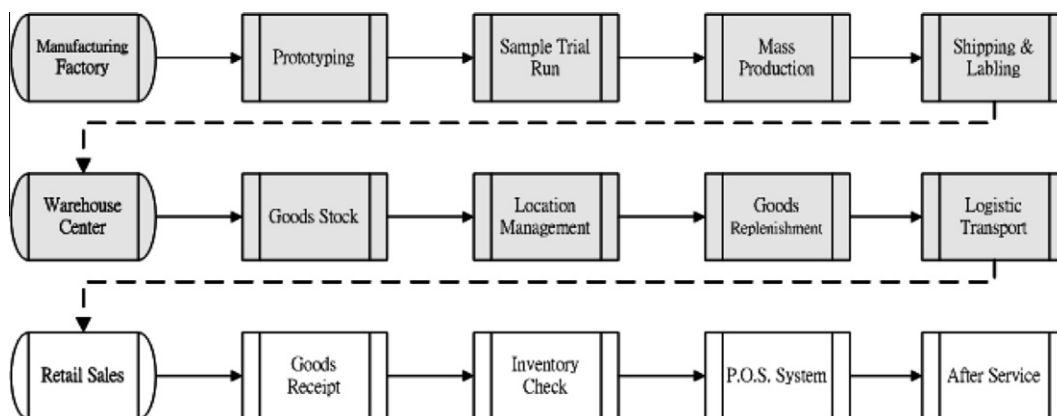 Manufacturing
Factory
Prototyping
Sample Trial
Run
Mass
Production
Shipping &
Labling
Warehouse
Center
Goods Stock
Location
Management
Goods
Replenishment
Logistic
Transport
Retail Sales
Goods
Receipt
Inventory
Check
P.O.S. System
After Service